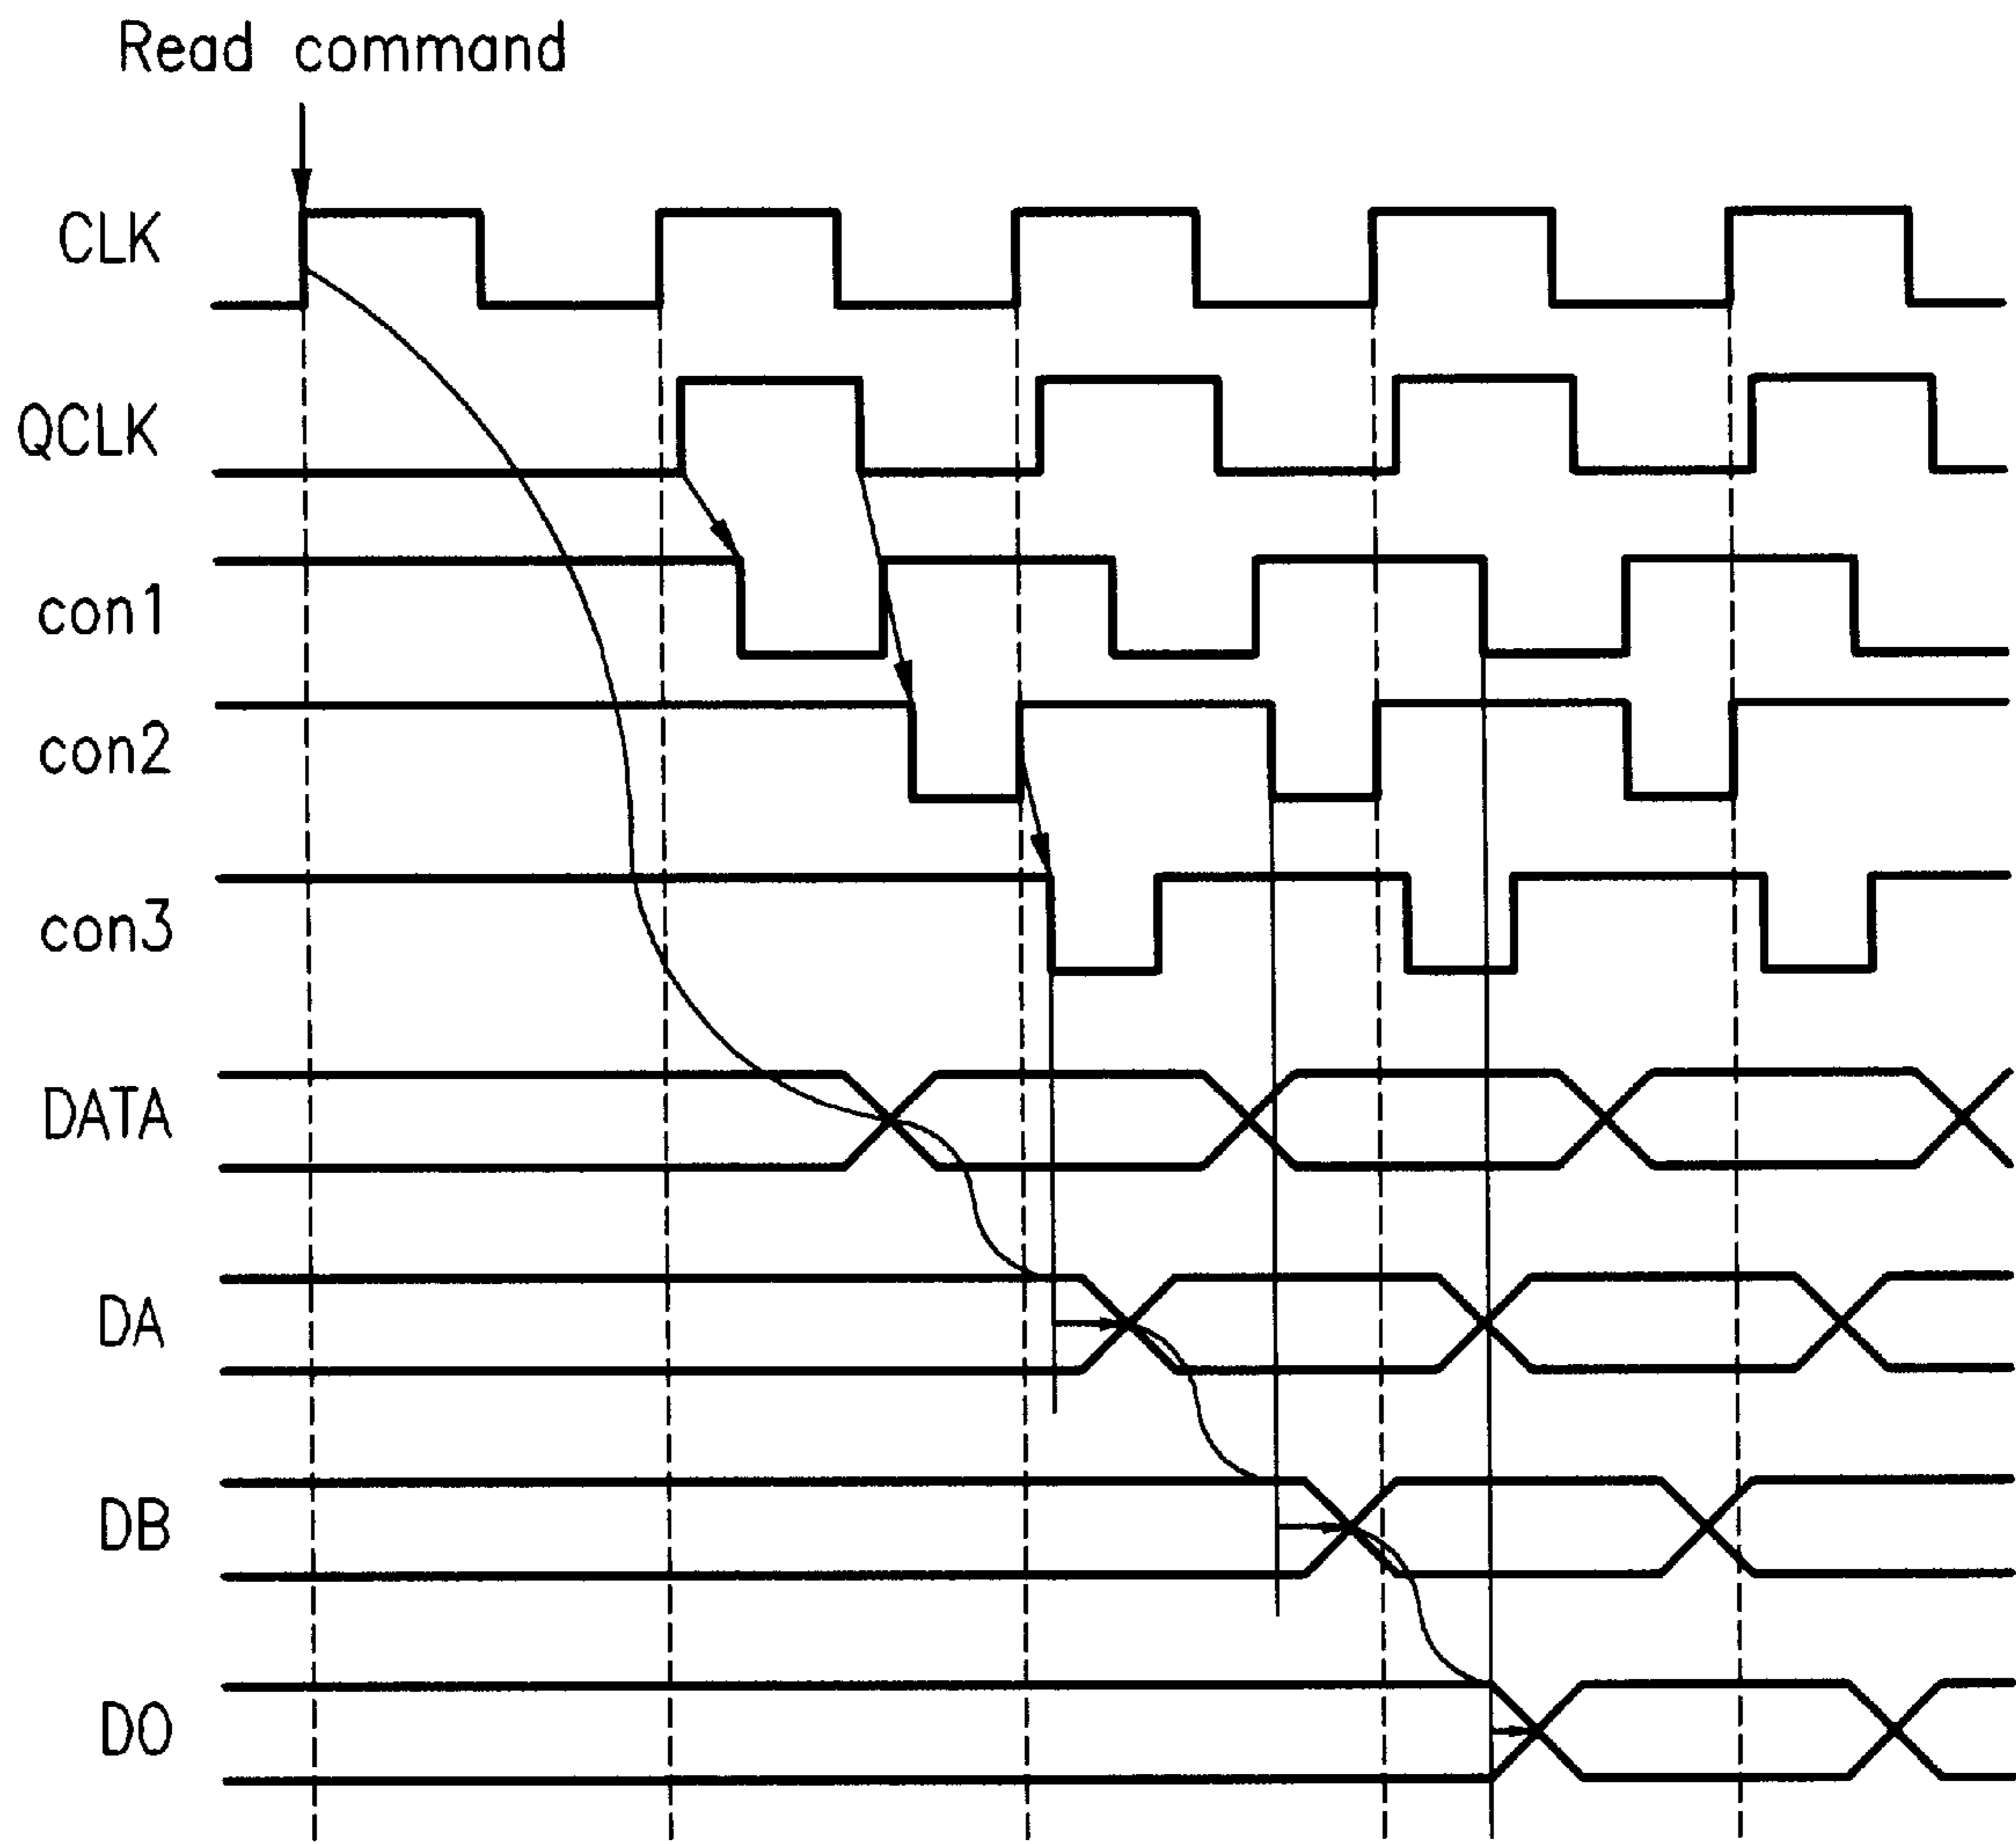 Read command
CLK
QCLK
con1
con2
con3
DATA
DA
DB
DO